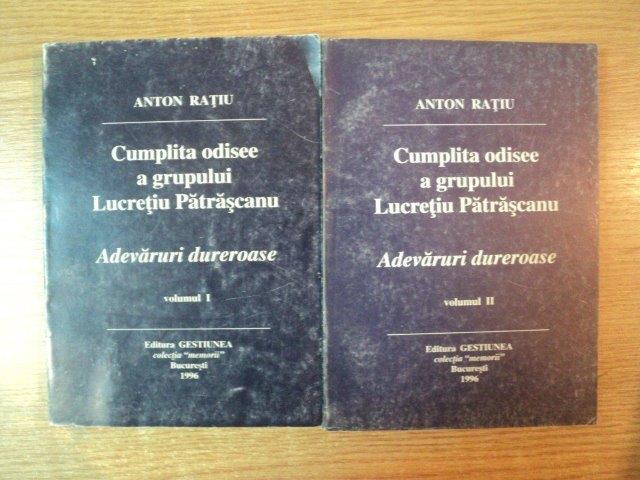 ANTON RAŢIU
Cumplita odisee
a grupului
Lucreţiu Pătrăşcanu
Adevăruri dureroase
volumul I
Editura GESTIUNEA
colecţia "memorii"
Bucureşti
1996
ANTON RAŢIU
Cumplita odisee
a grupului
Lucreţiu Pătrăşcanu
Adevăruri dureroase
volumul II
Editura GESTIUNEA
colecţia "memorii"
Bucureşti
1996